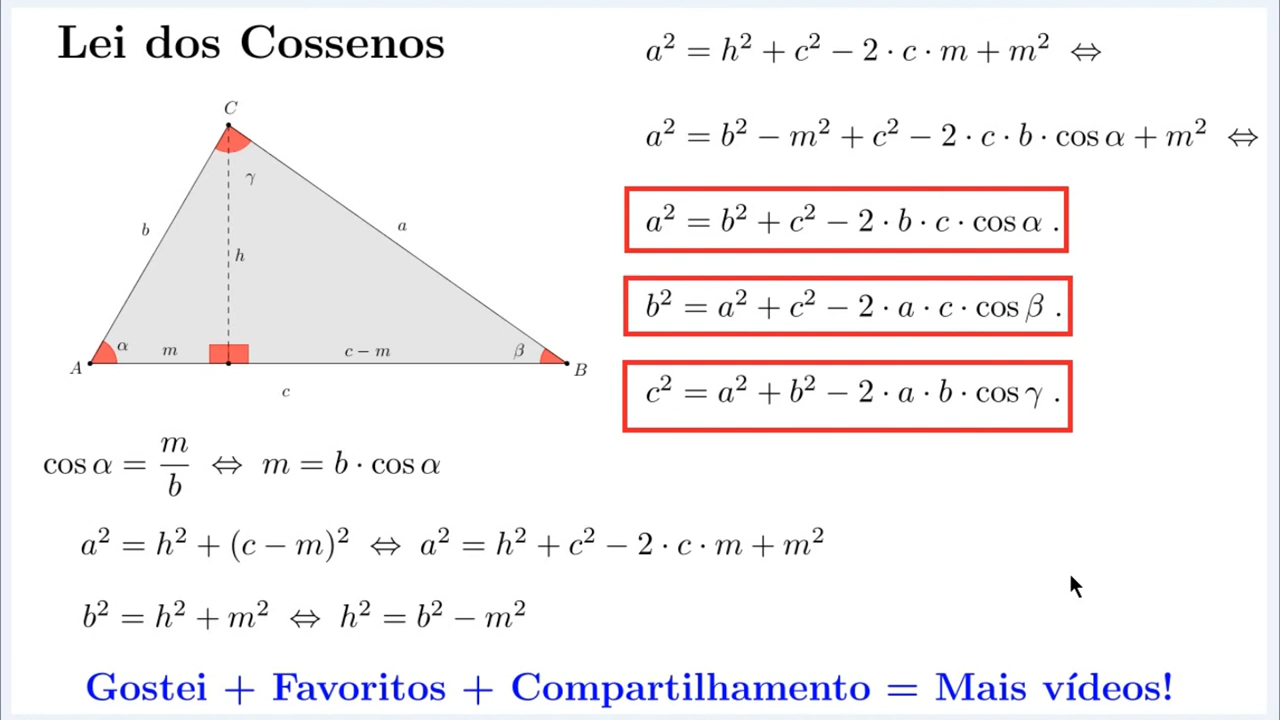 Lei dos Cossenos
C
γ
b
a
h
α
m
c − m
β
A
B
c
cos α = m/b ⇔ m = b · cos α
a² = h² + (c − m)² ⇔ a² = h² + c² − 2 · c · m + m²
b² = h² + m² ⇔ h² = b² − m²
a² = h² + c² − 2 · c · m + m² ⇔
a² = b² − m² + c² − 2 · c · b · cos α + m² ⇔
a² = b² + c² − 2 · b · c · cos α .
b² = a² + c² − 2 · a · c · cos β .
c² = a² + b² − 2 · a · b · cos γ .
Gostei + Favoritos + Compartilhamento = Mais vídeos!